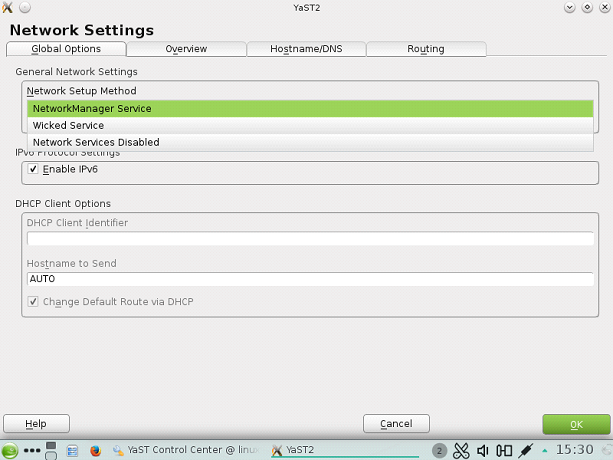 YaST2
Network Settings
Global Options
Overview
Hostname/DNS
Routing
General Network Settings
Network Setup Method
NetworkManager Service
Wicked Service
Network Services Disabled
IPv6 Protocol Settings
Enable IPv6
DHCP Client Options
DHCP Client Identifier
Hostname to Send
AUTO
Change Default Route via DHCP
Help
Cancel
OK
YaST Control Center @ linux
YaST2
2
15:30